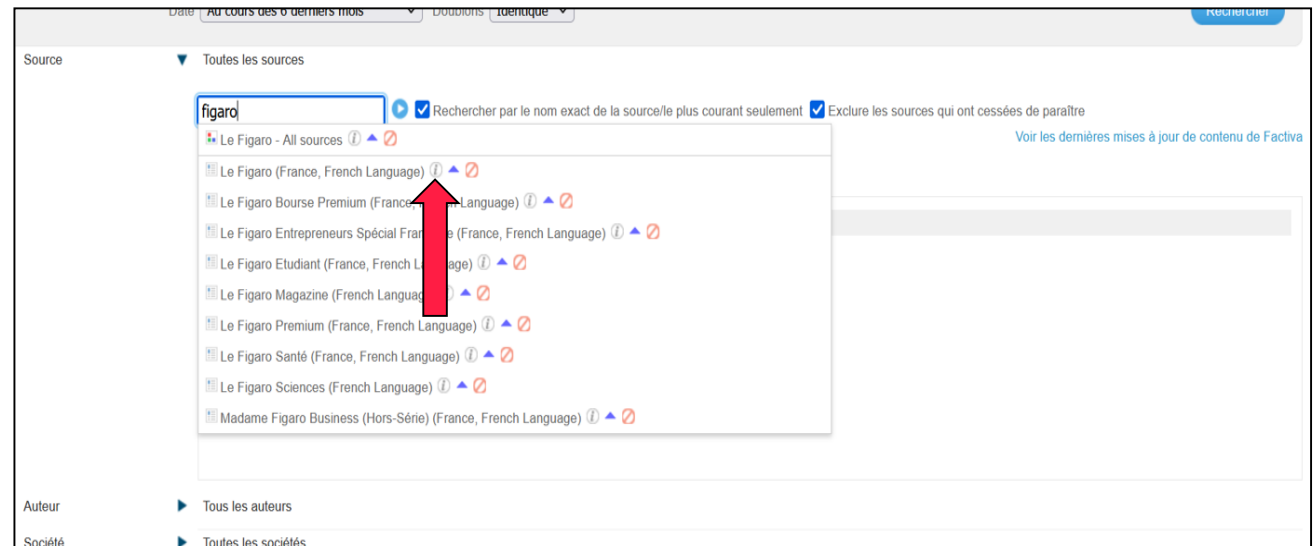 Date Au cours des 6 derniers mois Doublons Identique Rechercher
Source Toutes les sources
figaro Rechercher par le nom exact de la source/le plus courant seulement Exclure les sources qui ont cessées de paraître
Le Figaro - All sources Voir les dernières mises à jour de contenu de Factiva
Le Figaro (France, French Language)
Le Figaro Bourse Premium (France, Language)
Le Figaro Entrepreneurs Spécial (France, French Language)
Le Figaro Etudiant (France, French
Le Figaro Magazine (French
Le Figaro Premium (France, French Language)
Le Figaro Santé (France, French Language)
Le Figaro Sciences (French Language)
Madame Figaro Business (Hors-Série) (France, French Language)
Auteur Tous les auteurs
Société Toutes les sociétés